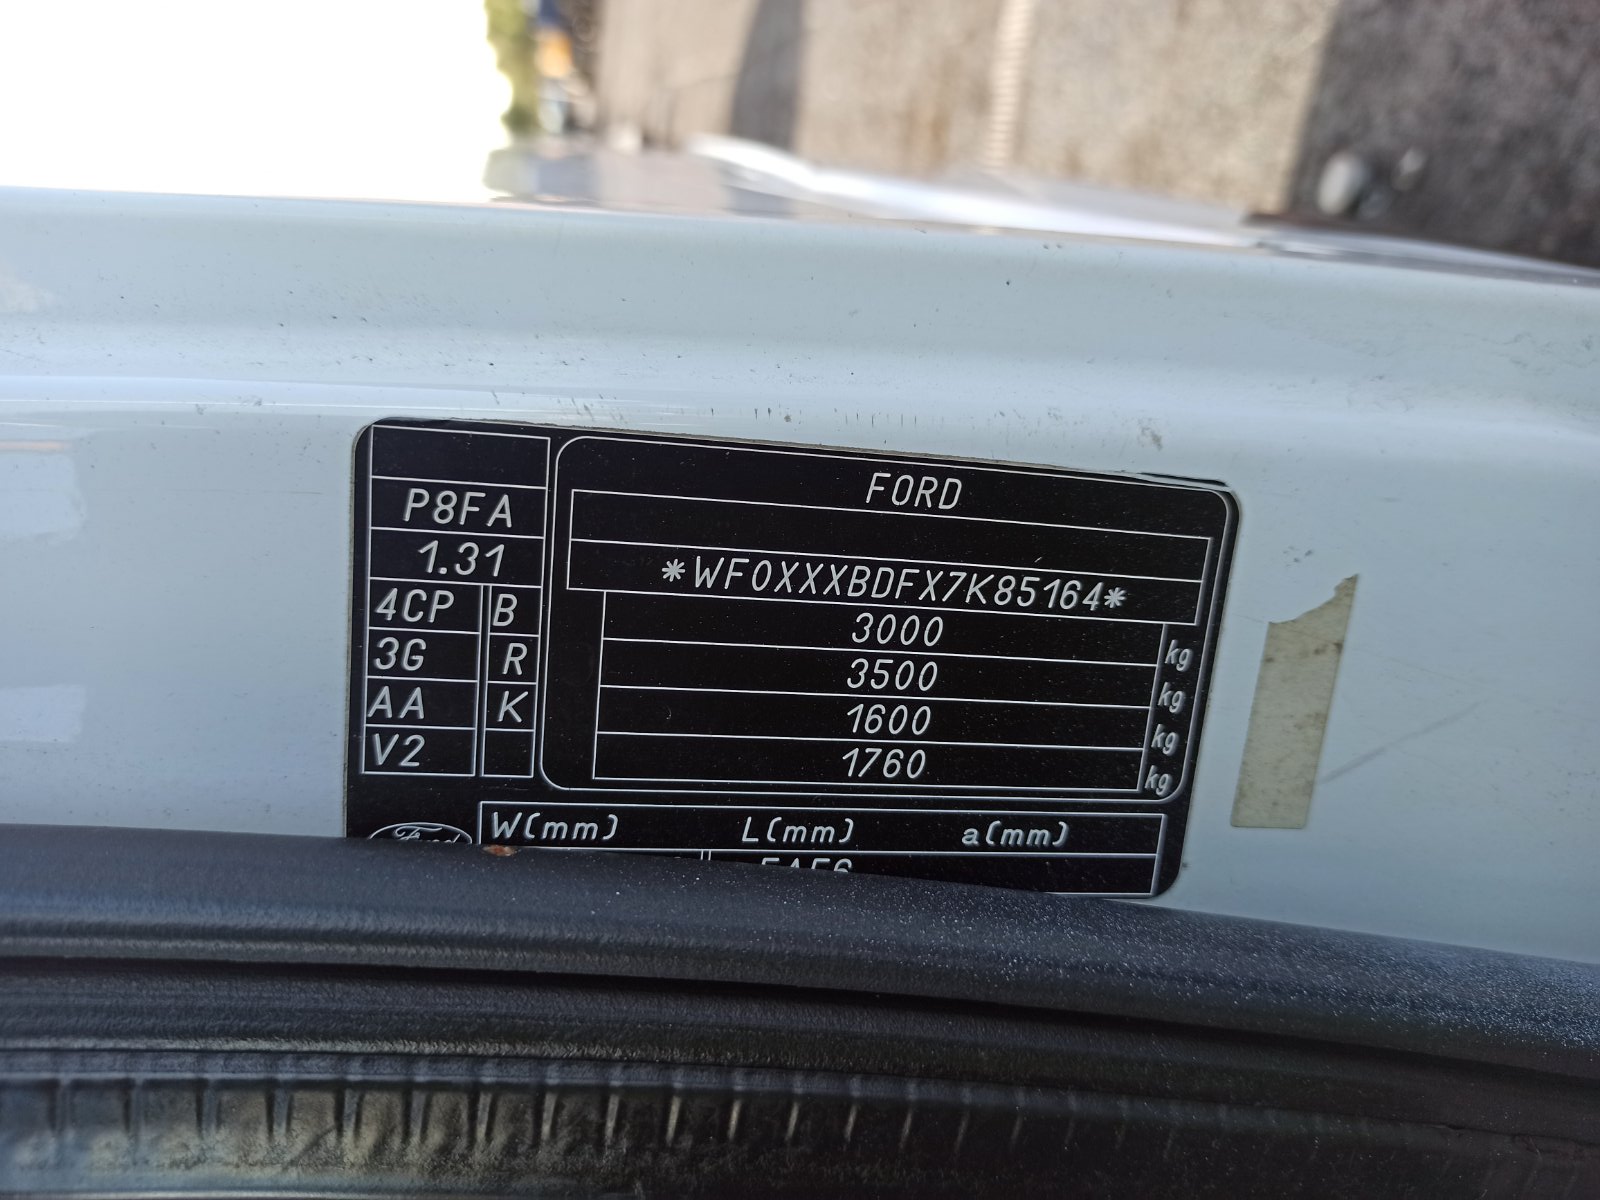 FORD
P8FA
1.31
*WF0XXXBDFX7K85164*
4CP B
3G R
AA K
V2
3000 kg
3500 kg
1600 kg
1760 kg
Ford
W(mm) L(mm) a(mm)